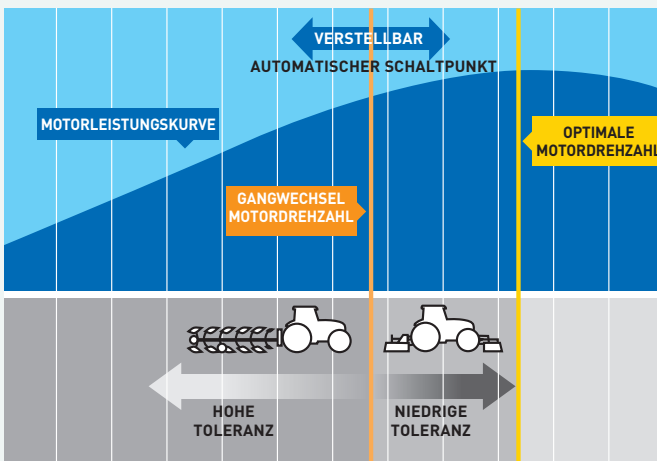 VERSTELLBAR
AUTOMATISCHER SCHALTPUNKT
MOTORLEISTUNGSKURVE
OPTIMALE
MOTORDREHZAHL
GANGWECHSEL
MOTORDREHZAHL
HOHE
TOLERANZ
NIEDRIGE
TOLERANZ